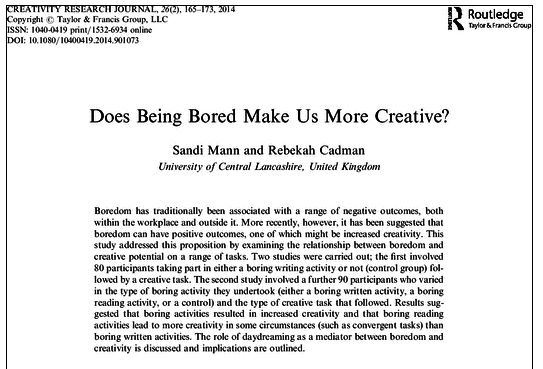 CREATIVITY RESEARCH JOURNAL, 26(2), 165–173, 2014
Copyright © Taylor & Francis Group, LLC
ISSN: 1040-0419 print/1532-6934 online
DOI: 10.1080/10400419.2014.901073
Routledge
Taylor & Francis Group
Does Being Bored Make Us More Creative?
Sandi Mann and Rebekah Cadman
University of Central Lancashire, United Kingdom
Boredom has traditionally been associated with a range of negative outcomes, both
within the workplace and outside it. More recently, however, it has been suggested that
boredom can have positive outcomes, one of which might be increased creativity. This
study addressed this proposition by examining the relationship between boredom and
creative potential on a range of tasks. Two studies were carried out; the first involved
80 participants taking part in either a boring writing activity or not (control group) fol-
lowed by a creative task. The second study involved a further 90 participants who varied
in the type of boring activity they undertook (either a boring written activity, a boring
reading activity, or a control) and the type of creative task that followed. Results sug-
gested that boring activities resulted in increased creativity and that boring reading
activities lead to more creativity in some circumstances (such as convergent tasks) than
boring written activities. The role of daydreaming as a mediator between boredom and
creativity is discussed and implications are outlined.